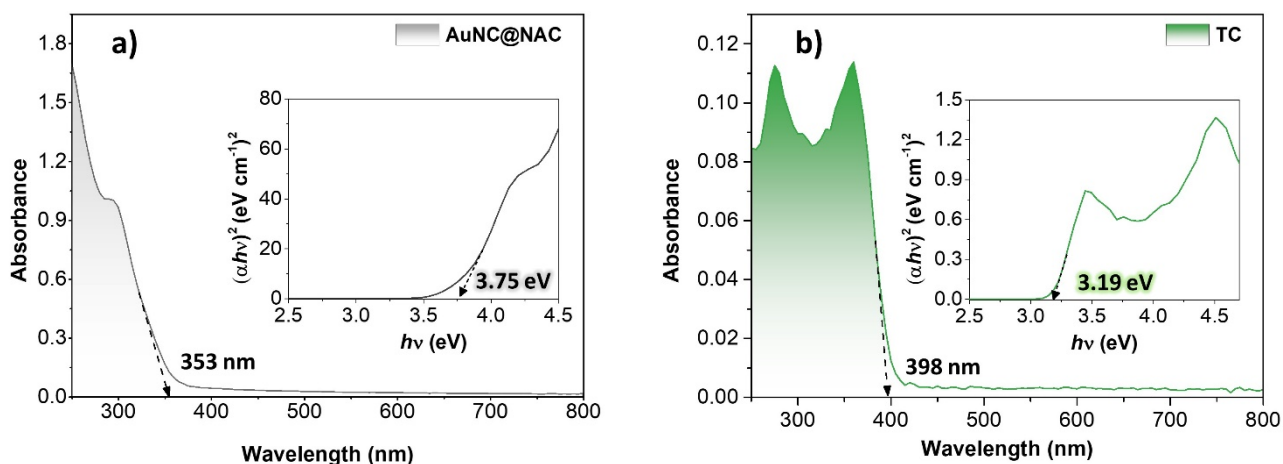 a)
AuNC@NAC
Absorbance
1.8
1.5
1.2
0.9
0.6
0.3
0.0
300 400 500 600 700 800
Wavelength (nm)
353 nm
(αhν)² (eV cm⁻¹)²
80
60
40
20
0
2.5 3.0 3.5 4.0 4.5
hν (eV)
3.75 eV
b)
TC
Absorbance
0.12
0.10
0.08
0.06
0.04
0.02
0.00
300 400 500 600 700 800
Wavelength (nm)
398 nm
(αhν)² (eV cm⁻¹)²
1.5
1.2
0.9
0.6
0.3
0.0
2.5 3.0 3.5 4.0 4.5
hν (eV)
3.19 eV